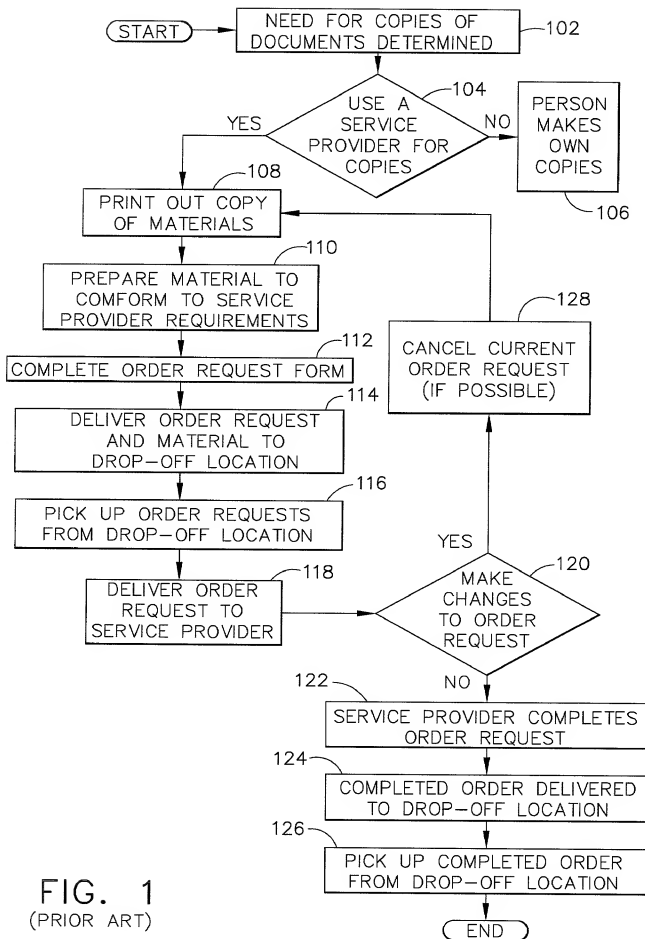 START
NEED FOR COPIES OF
DOCUMENTS DETERMINED
102
104
USE A
SERVICE
PROVIDER FOR
COPIES
YES
NO
PERSON
MAKES
OWN
COPIES
106
108
PRINT OUT COPY
OF MATERIALS
110
PREPARE MATERIAL TO
COMFORM TO SERVICE
PROVIDER REQUIREMENTS
112
COMPLETE ORDER REQUEST FORM
114
DELIVER ORDER REQUEST
AND MATERIAL TO
DROP-OFF LOCATION
116
PICK UP ORDER REQUESTS
FROM DROP-OFF LOCATION
118
DELIVER ORDER
REQUEST TO
SERVICE PROVIDER
128
CANCEL CURRENT
ORDER REQUEST
(IF POSSIBLE)
YES
120
MAKE
CHANGES
TO ORDER
REQUEST
NO
122
SERVICE PROVIDER COMPLETES
ORDER REQUEST
124
COMPLETED ORDER DELIVERED
TO DROP-OFF LOCATION
126
PICK UP COMPLETED ORDER
FROM DROP-OFF LOCATION
END
FIG. 1
(PRIOR ART)